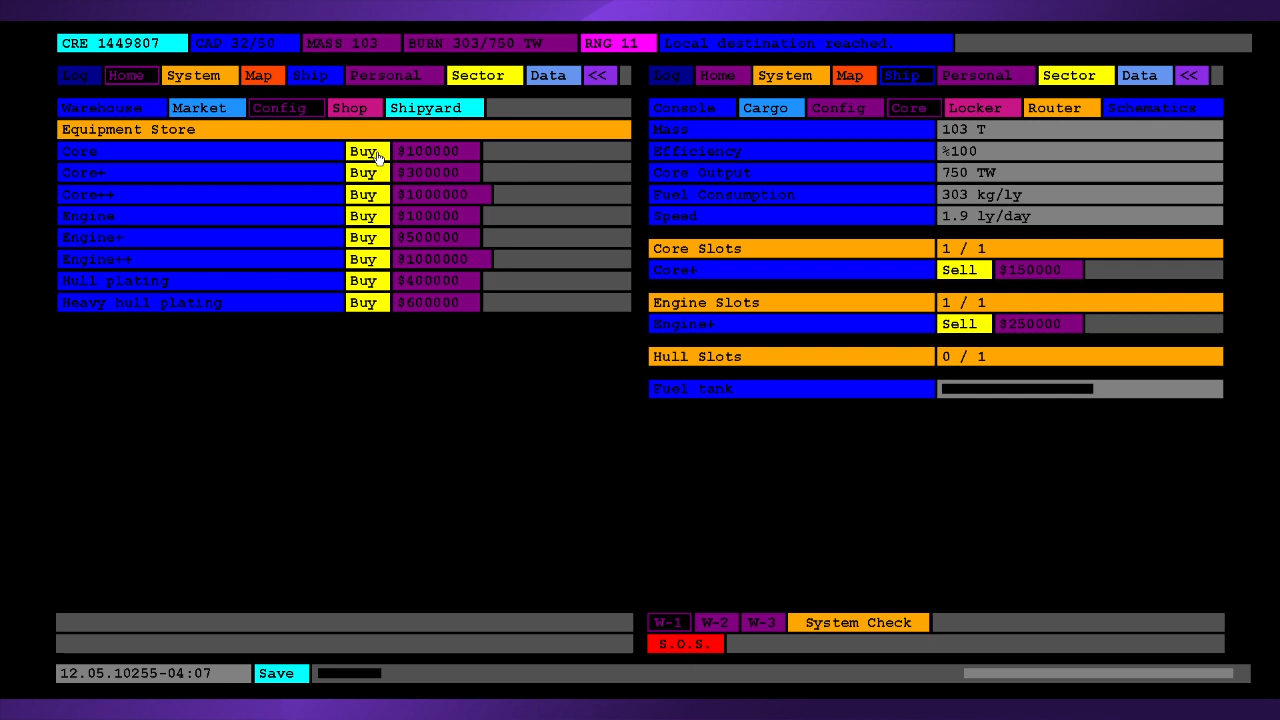 CRE 1449807 CAP 32/50 MASS 103 BURN 303/750 TW RNG 11 Local destination reached.
Log Home System Map Ship Personal Sector Data <<
Warehouse Market Config Shop Shipyard
Equipment Store
Core Buy $100000
Core+ Buy $300000
Core++ Buy $1000000
Engine Buy $100000
Engine+ Buy $500000
Engine++ Buy $1000000
Hull plating Buy $400000
Heavy hull plating Buy $600000
Log Home System Map Ship Personal Sector Data <<
Console Cargo Config Core Locker Router Schematics
Mass 103 T
Efficiency %100
Core Output 750 TW
Fuel Consumption 303 kg/ly
Speed 1.9 ly/day
Core Slots 1 / 1
Core+ Sell $150000
Engine Slots 1 / 1
Engine+ Sell $250000
Hull Slots 0 / 1
Fuel tank
W-1 W-2 W-3 System Check
S.O.S.
12.05.10255-04:07 Save